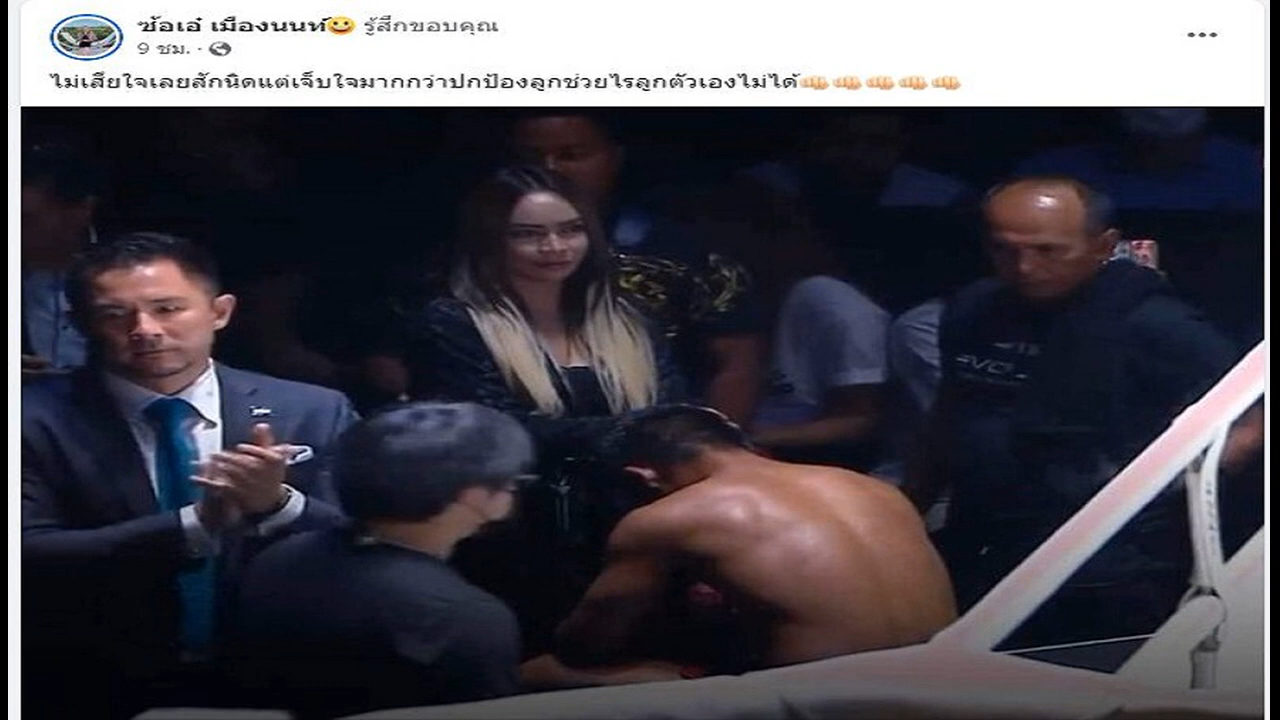 ซ้อเอ๋ เมืองนนท์😀 รู้สึกขอบคุณ
9 ชม. ·
ไม่เสียใจเลยสักนิดแต่เจ็บใจมากกว่าปกป้องลูกช่วยไรลูกตัวเองไม่ได้👊🏻👊🏻👊🏻👊🏻👊🏻